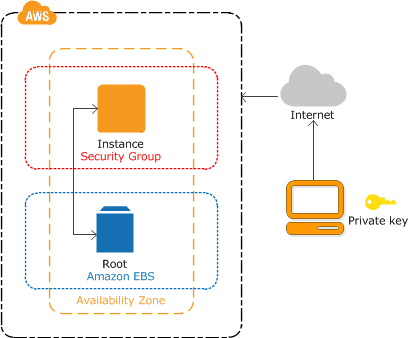 AWS
Instance
Security Group
Root
Amazon EBS
Availability Zone
Internet
Private key